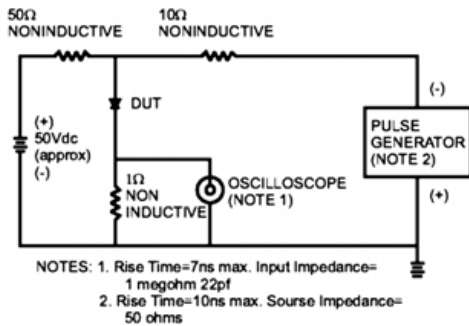 50Ω
NONINDUCTIVE
10Ω
NONINDUCTIVE
(+)
50Vdc
(approx)
(-)
DUT
1Ω
NON
INDUCTIVE
OSCILLOSCOPE
(NOTE 1)
(-)
PULSE
GENERATOR
(NOTE 2)
(+)
NOTES: 1. Rise Time=7ns max. Input Impedance=
1 megohm 22pf
2. Rise Time=10ns max. Sourse Impedance=
50 ohms